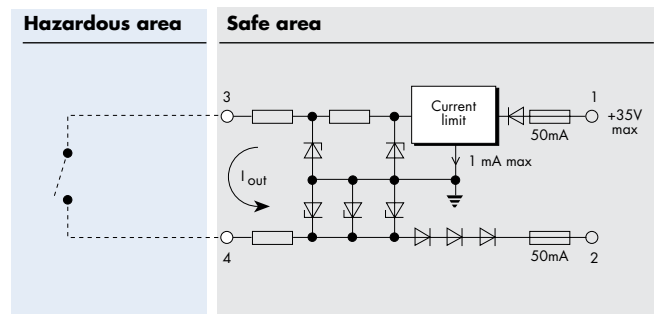 Hazardous area
Safe area
3
Current
limit
1
+35V
max
50mA
1 mA max
I out
4
50mA
2